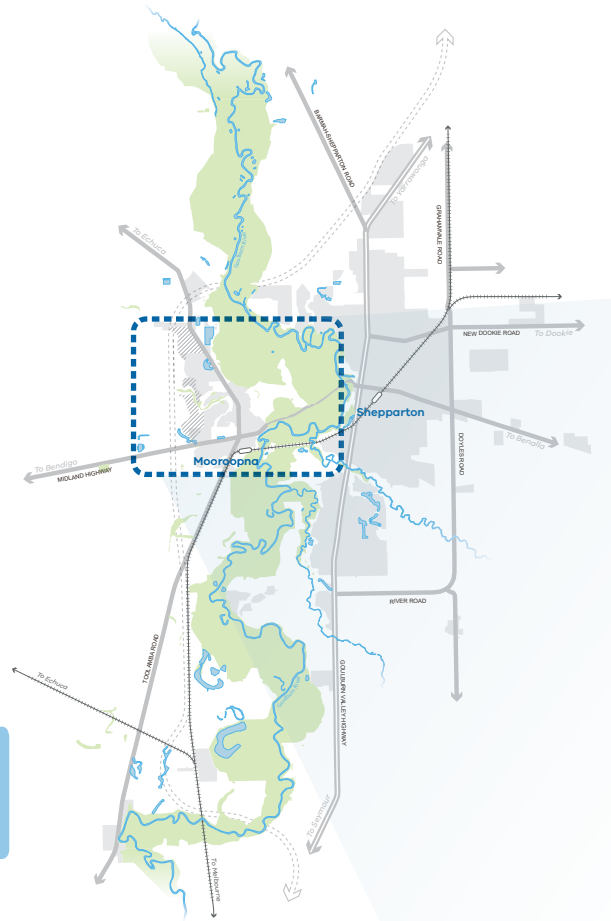 BARMAH-SHEPPARTON ROAD
To Yarrawonga
GRAHAMVALE ROAD
To Echuca
NEW DOOKIE ROAD
To Dookie
Shepparton
To Benalla
Mooroopna
To Bendigo
MIDLAND HIGHWAY
DOYLES ROAD
RIVER ROAD
TOOLAMBA ROAD
GOULBURN VALLEY HIGHWAY
To Echuca
To Seymour
To Melbourne